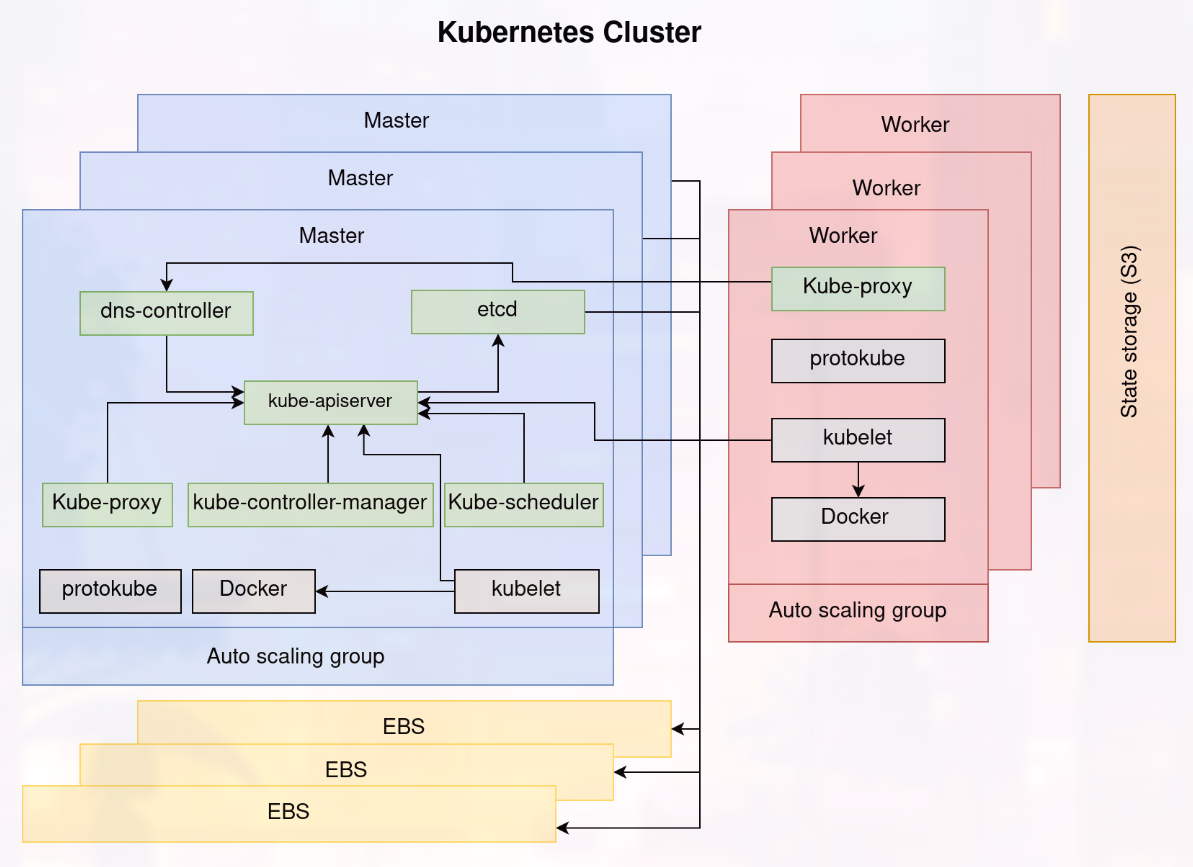 Kubernetes Cluster
Master
Master
Master
dns-controller
etcd
kube-apiserver
Kube-proxy
kube-controller-manager
Kube-scheduler
protokube
Docker
kubelet
Auto scaling group
EBS
EBS
EBS
Worker
Worker
Worker
Kube-proxy
protokube
kubelet
Docker
Auto scaling group
State storage (S3)